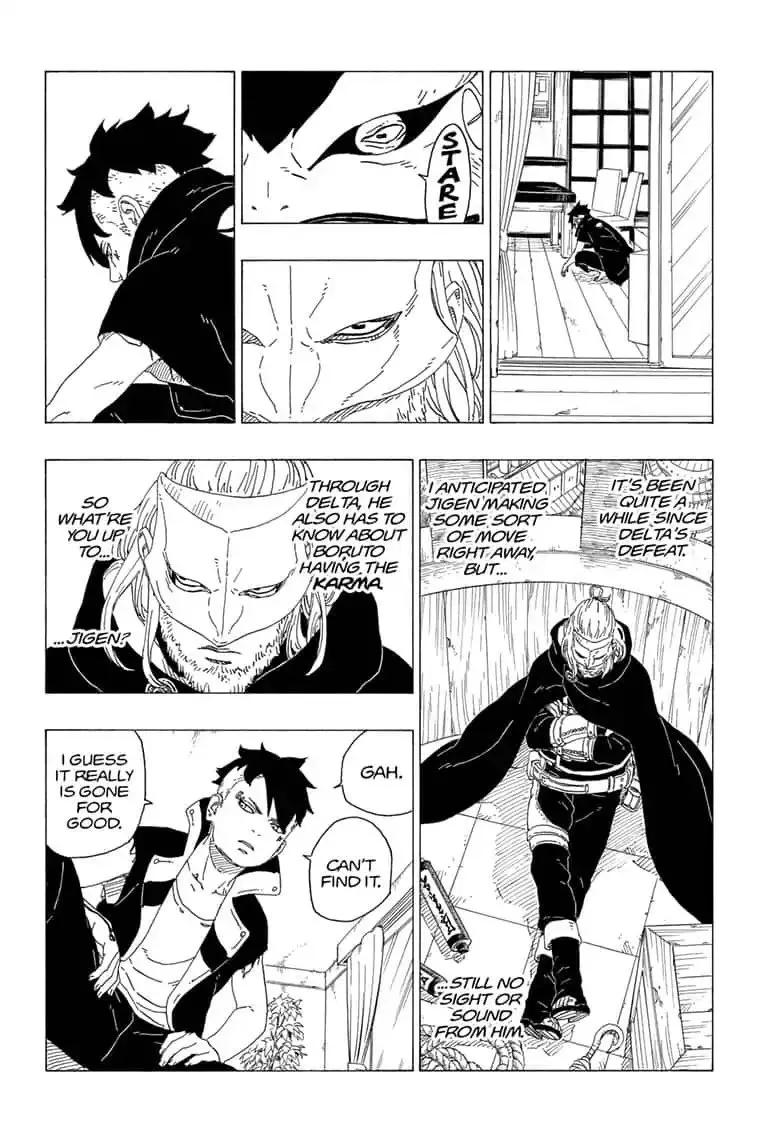 STARE
IT'S BEEN
QUITE A
WHILE SINCE
DELTA'S
DEFEAT.
I ANTICIPATED
JIGEN MAKING
SOME SORT
OF MOVE
RIGHT AWAY,
BUT...
...STILL NO
SIGHT OR
SOUND
FROM HIM.
THROUGH
DELTA, HE
ALSO HAS TO
KNOW ABOUT
BORUTO
HAVING THE
KARMA.
SO
WHAT'RE
YOU UP
TO...
...JIGEN?
GAH.
CAN'T
FIND IT.
I GUESS
IT REALLY
IS GONE
FOR
GOOD.